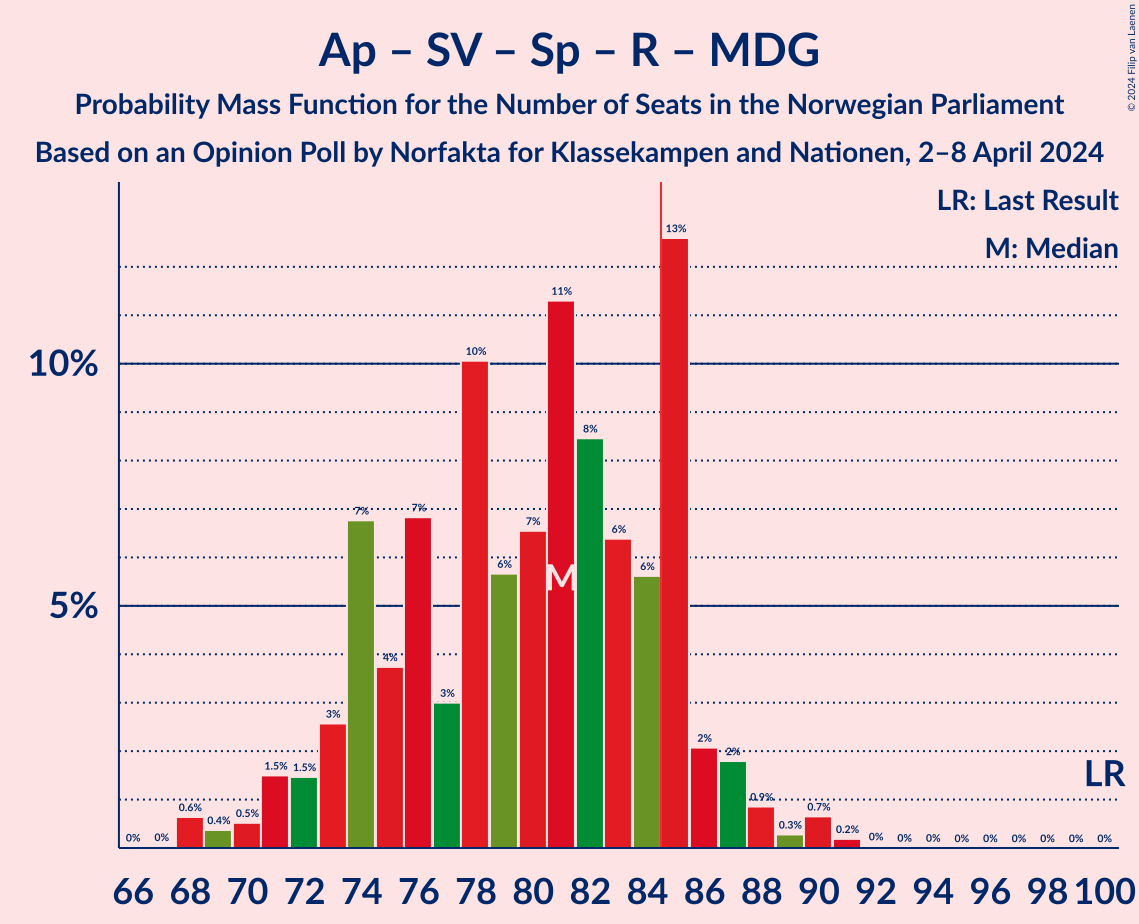 Ap – SV – Sp – R – MDG
Probability Mass Function for the Number of Seats in the Norwegian Parliament
Based on an Opinion Poll by Norfakta for Klassekampen and Nationen, 2–8 April 2024
© 2024 Filip van Laenen
LR: Last Result
M: Median
10%
5%
0% 0% 0.6% 0.4% 0.5% 1.5% 1.5% 3% 7% 4% 7% 3% 10% 6% 7% 11% 8% 6% 6% 13% 2% 2% 0.9% 0.3% 0.7% 0.2% 0% 0% 0% 0% 0% 0% 0% 0% 0%
M
LR
66 68 70 72 74 76 78 80 82 84 86 88 90 92 94 96 98 100